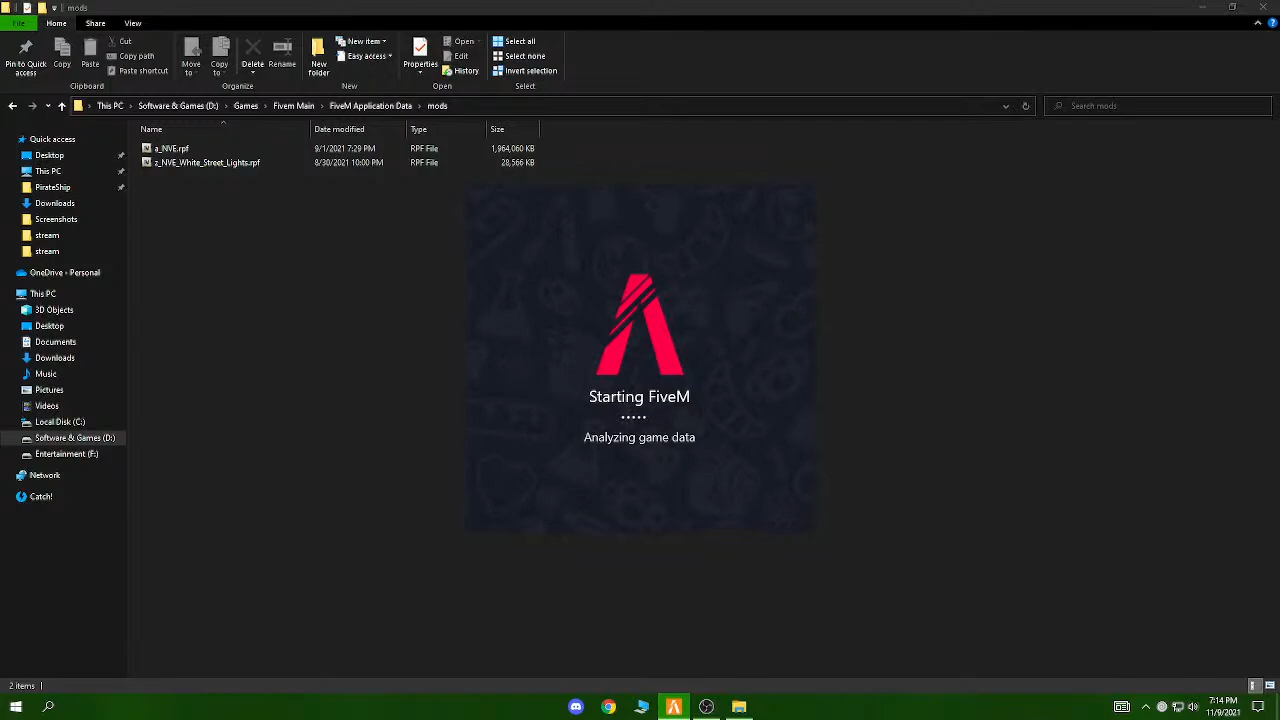 mods
File Home Share View
Pin to Quick access
Copy
Paste
Cut
Copy path
Paste shortcut
Clipboard
Move to
Copy to
Delete
Rename
Organize
New folder
New item
Easy access
New
Properties
Open
Edit
History
Open
Select all
Select none
Invert selection
Select
This PC Software & Games (D:) Games Fivem Main FiveM Application Data mods
Search mods
Name Date modified Type Size
a_NVE.rpf 9/1/2021 7:29 PM RPF File 1,964,060 KB
z_NVE_White_Street_Lights.rpf 8/30/2021 10:00 PM RPF File 28,566 KB
Quick access
Desktop
This PC
PirateShip
Downloads
Screenshots
stream
stream
OneDrive - Personal
This PC
3D Objects
Desktop
Documents
Downloads
Music
Pictures
Videos
Local Disk (C:)
Software & Games (D:)
Entertainment (F:)
Network
Catch!
Starting FiveM
Analyzing game data
2 items
7:14 PM
11/9/2021